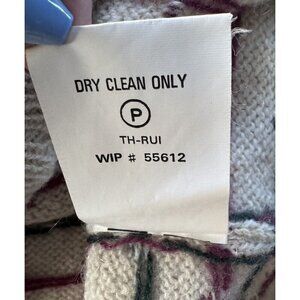 DRY CLEAN ONLY
P
TH-RUI
WIP # 55612